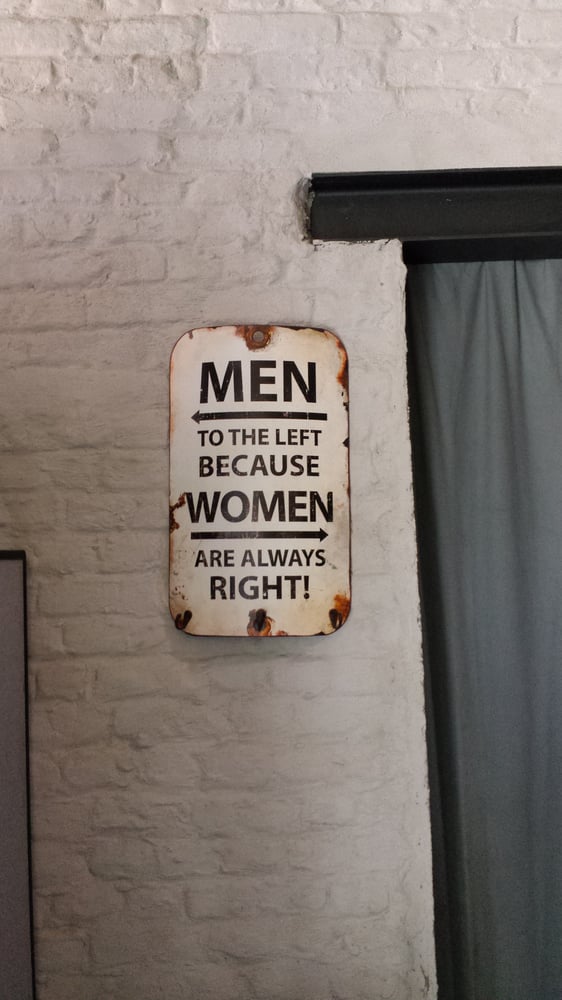 MEN
TO THE LEFT
BECAUSE
WOMEN
ARE ALWAYS
RIGHT!